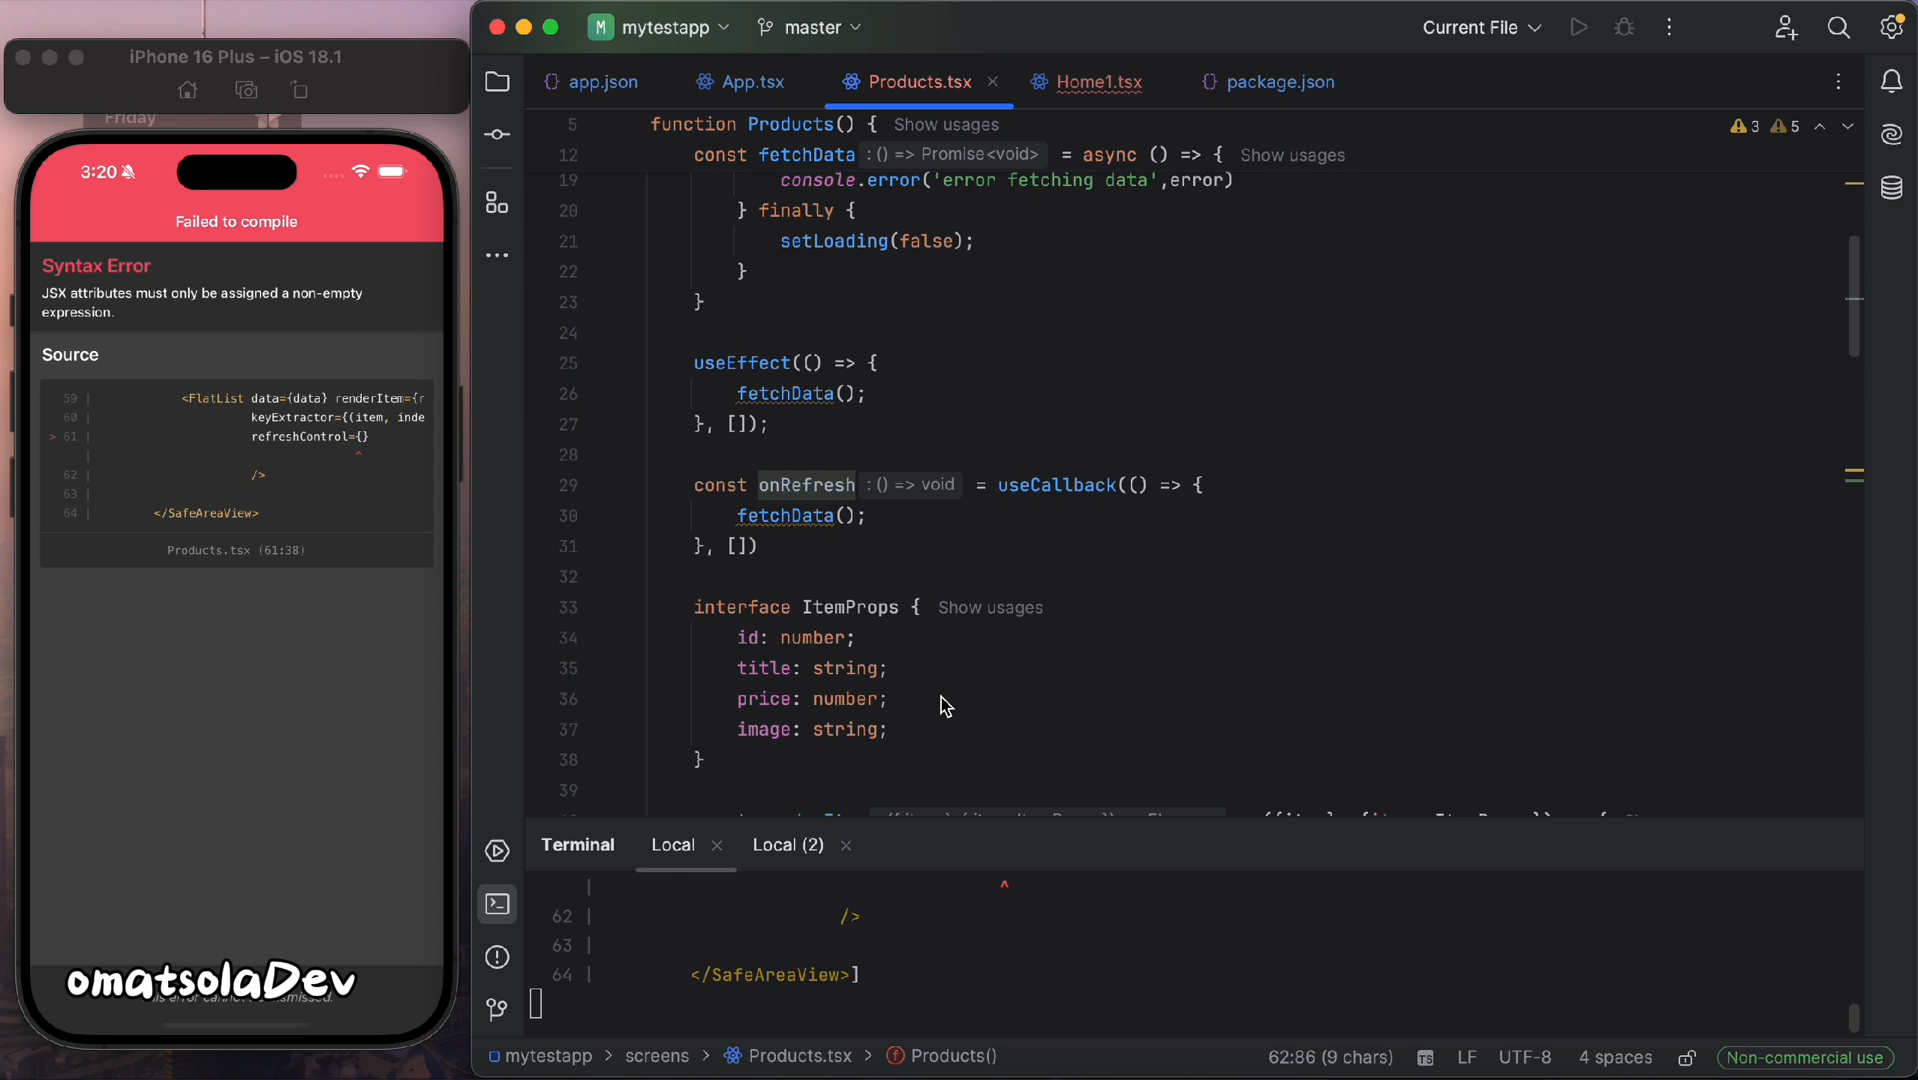 iPhone 16 Plus – iOS 18.1
Friday
3:20
Failed to compile
Syntax Error
JSX attributes must only be assigned a non-empty
expression.
Source
59 | <FlatList data={data} renderItem={r
60 | keyExtractor={(item, inde
> 61 | refreshControl={}
| ^
62 | />
63 |
64 | </SafeAreaView>
Products.tsx (61:38)
omatsolaDev
M mytestapp
master
Current File
app.json
App.tsx
Products.tsx
Home1.tsx
package.json
5 function Products() { Show usages
3 5
12 const fetchData : () => Promise<void> = async () => { Show usages
19 console.error('error fetching data',error)
20 } finally {
21 setLoading(false);
22 }
23 }
24
25 useEffect(() => {
26 fetchData();
27 }, []);
28
29 const onRefresh : () => void = useCallback(() => {
30 fetchData();
31 }, [])
32
33 interface ItemProps { Show usages
34 id: number;
35 title: string;
36 price: number;
37 image: string;
38 }
39
Terminal
Local
Local (2)
| ^
62 | />
63 |
64 | </SafeAreaView>]
mytestapp > screens > Products.tsx > Products()
62:86 (9 chars)
LF
UTF-8
4 spaces
Non-commercial use